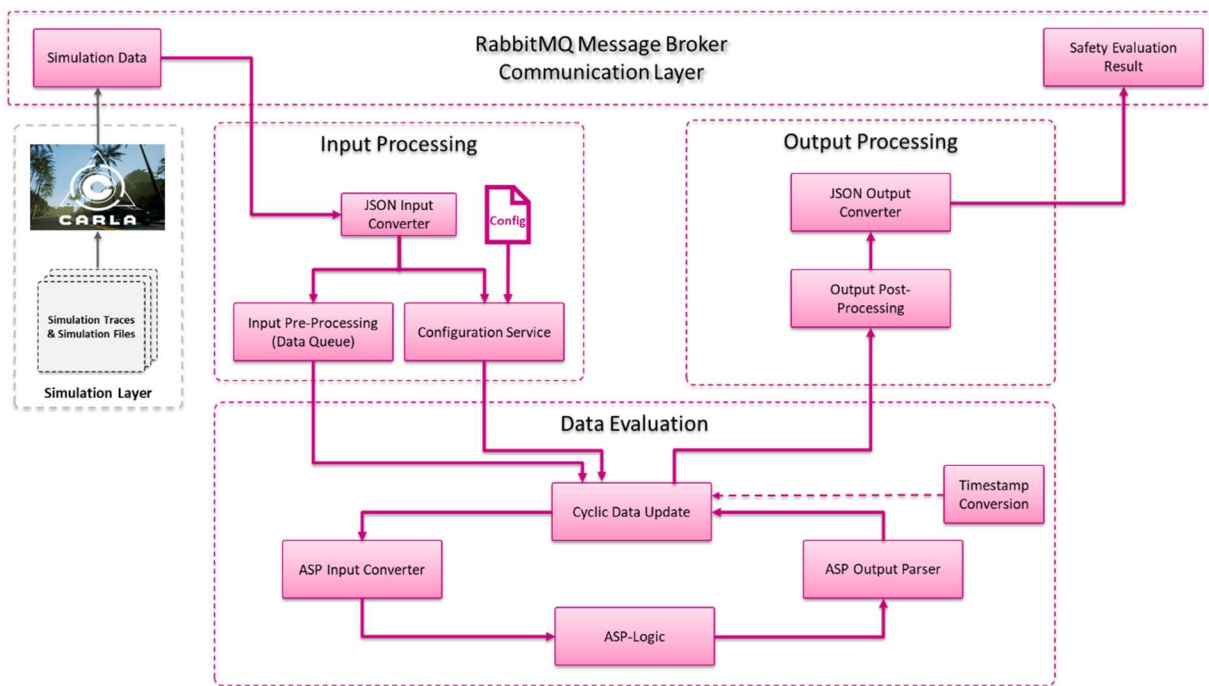 RabbitMQ Message Broker
Communication Layer
Simulation Data
Safety Evaluation
Result
CARLA
Simulation Traces
& Simulation Files
Simulation Layer
Input Processing
JSON Input
Converter
Config
Input Pre-Processing
(Data Queue)
Configuration Service
Output Processing
JSON Output
Converter
Output Post-
Processing
Data Evaluation
Cyclic Data Update
Timestamp
Conversion
ASP Input Converter
ASP Output Parser
ASP-Logic